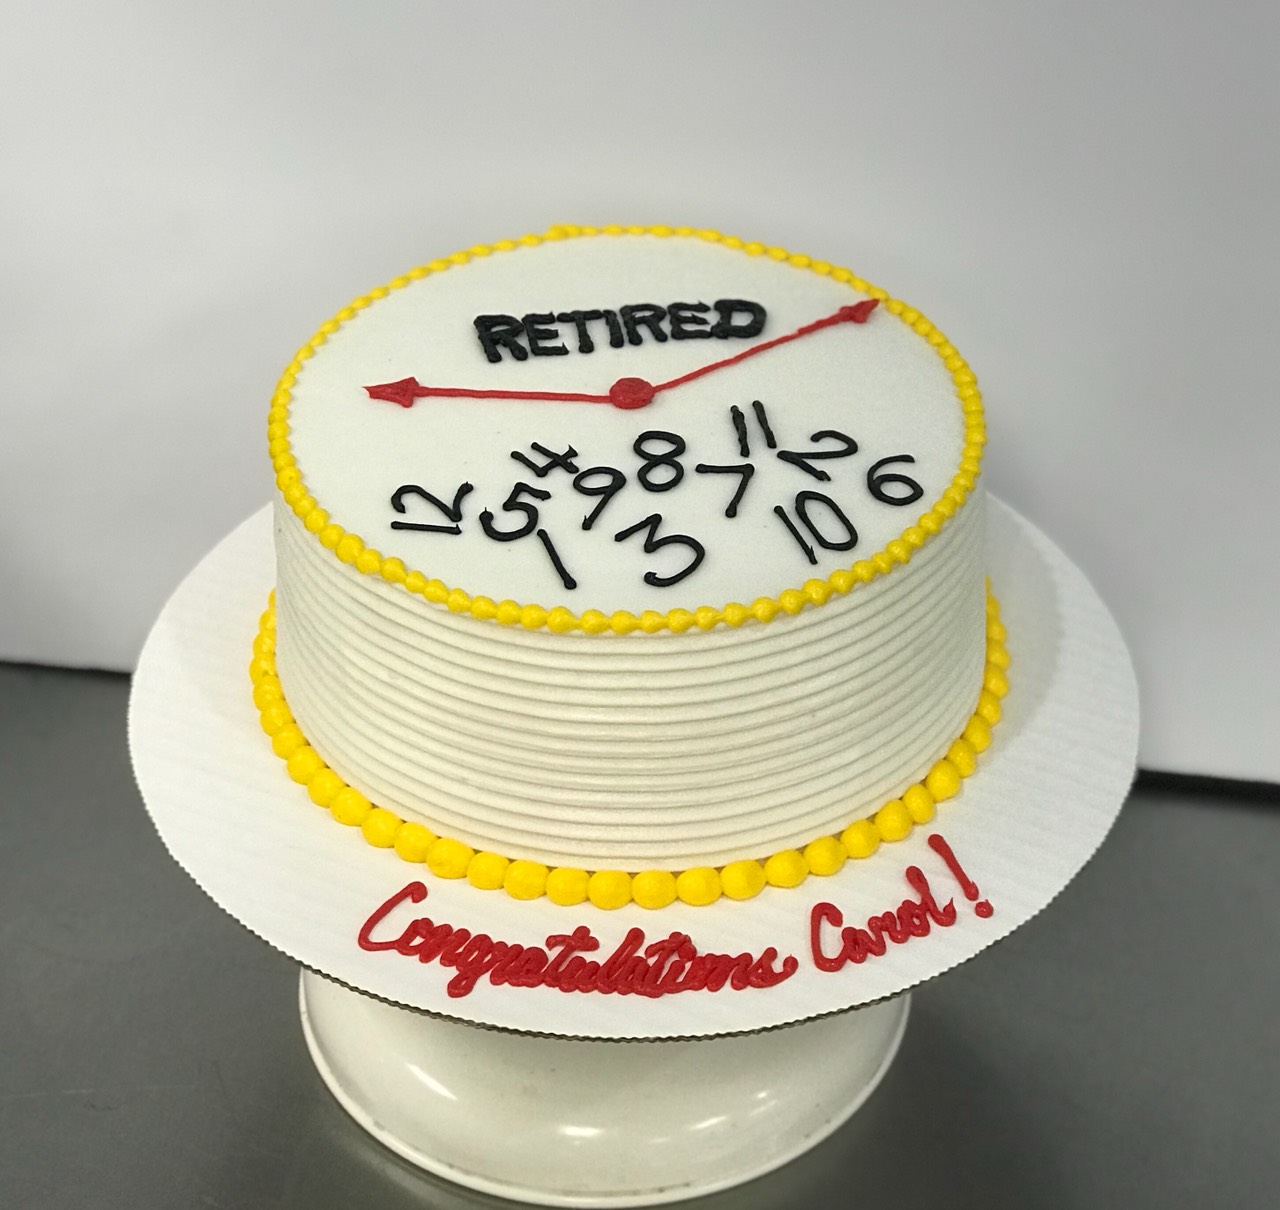 RETIRED
11
4 8 2
12 5 9 7 6
1 3 10
Congratulations Carol!